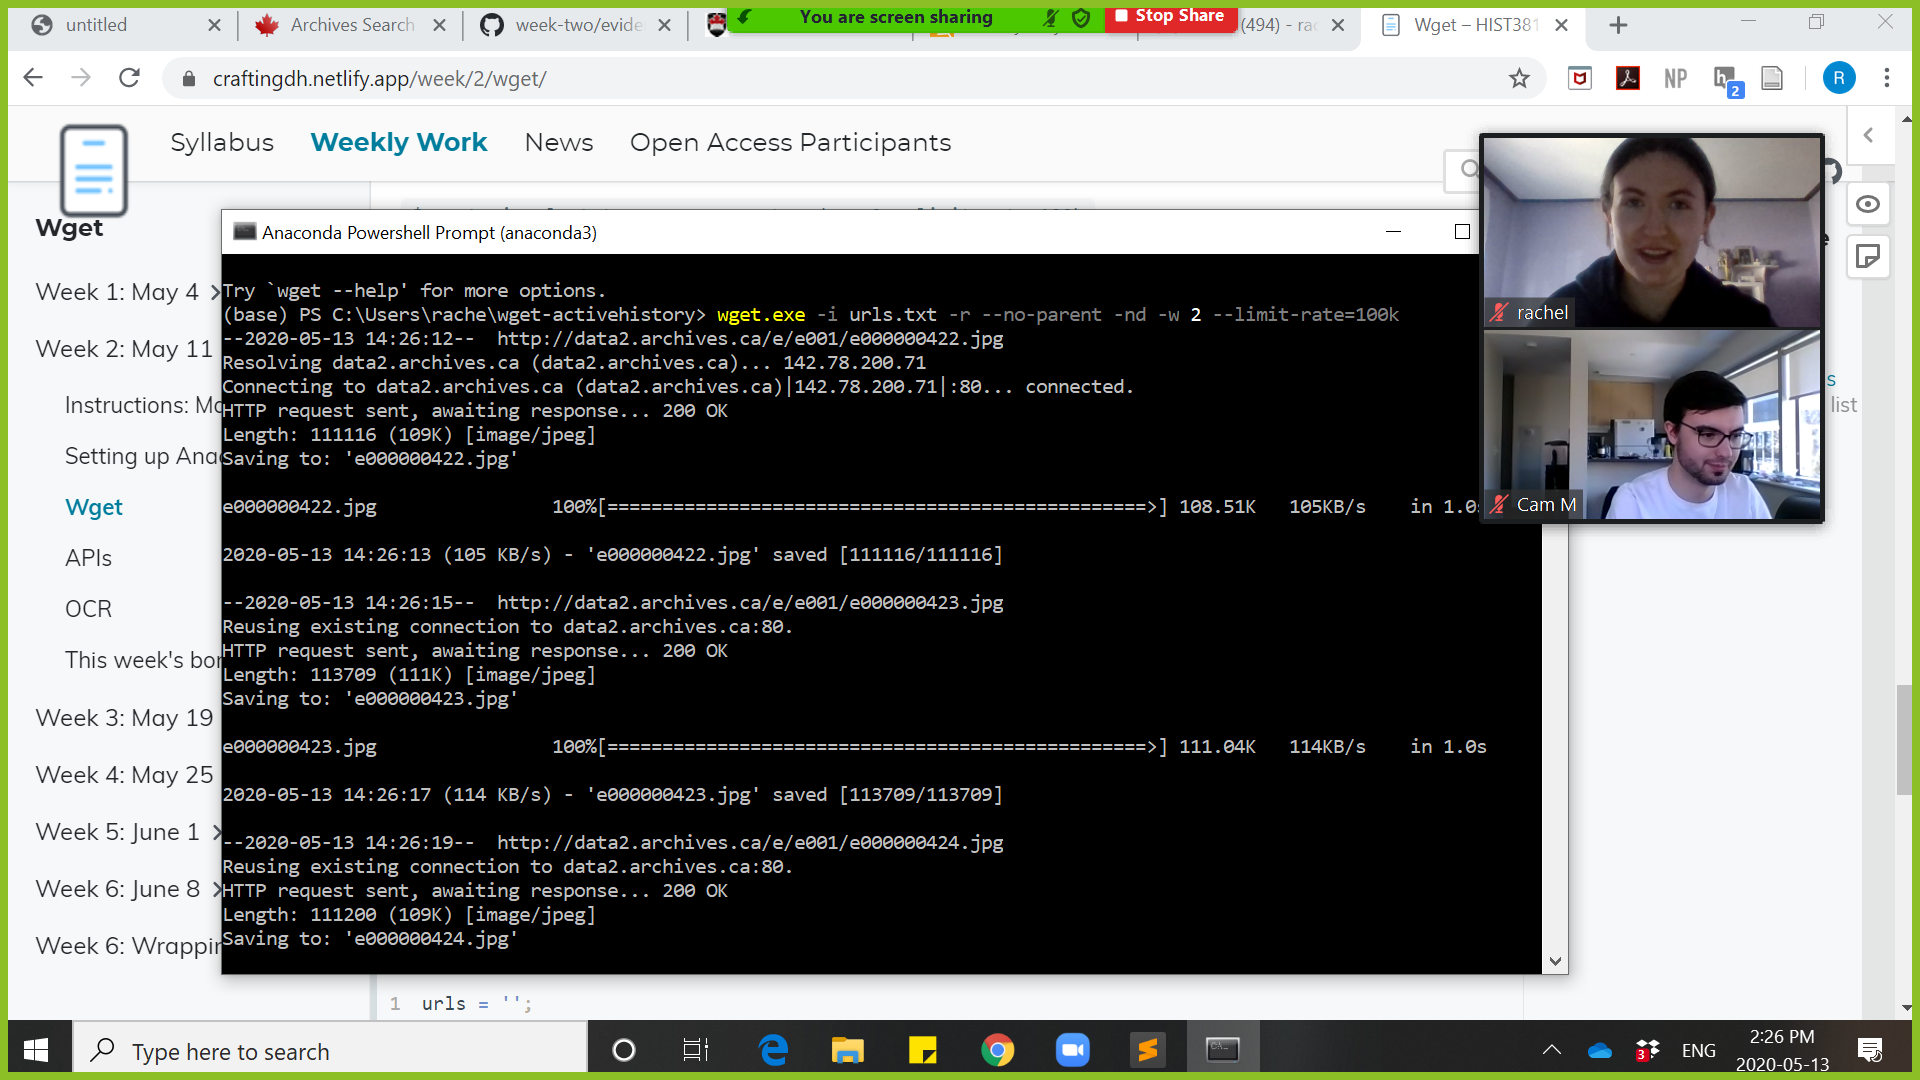 untitled
Archives Search
week-two/evide
You are screen sharing
Stop Share
(494) - rac
Wget – HIST381
craftingdh.netlify.app/week/2/wget/
NP
2
R
Syllabus
Weekly Work
News
Open Access Participants
Wget
Week 1: May 4
Week 2: May 11
Instructions: Mo
Setting up Anac
Wget
APIs
OCR
This week's bon
Week 3: May 19
Week 4: May 25
Week 5: June 1
Week 6: June 8
Week 6: Wrappin
Anaconda Powershell Prompt (anaconda3)
Try `wget --help' for more options.
(base) PS C:\Users\rache\wget-activehistory> wget.exe -i urls.txt -r --no-parent -nd -w 2 --limit-rate=100k
--2020-05-13 14:26:12--  http://data2.archives.ca/e/e001/e000000422.jpg
Resolving data2.archives.ca (data2.archives.ca)... 142.78.200.71
Connecting to data2.archives.ca (data2.archives.ca)|142.78.200.71|:80... connected.
HTTP request sent, awaiting response... 200 OK
Length: 111116 (109K) [image/jpeg]
Saving to: 'e000000422.jpg'
e000000422.jpg 100%[=================================================>] 108.51K 105KB/s in 1.0s
2020-05-13 14:26:13 (105 KB/s) - 'e000000422.jpg' saved [111116/111116]
--2020-05-13 14:26:15--  http://data2.archives.ca/e/e001/e000000423.jpg
Reusing existing connection to data2.archives.ca:80.
HTTP request sent, awaiting response... 200 OK
Length: 113709 (111K) [image/jpeg]
Saving to: 'e000000423.jpg'
e000000423.jpg 100%[=================================================>] 111.04K 114KB/s in 1.0s
2020-05-13 14:26:17 (114 KB/s) - 'e000000423.jpg' saved [113709/113709]
--2020-05-13 14:26:19--  http://data2.archives.ca/e/e001/e000000424.jpg
Reusing existing connection to data2.archives.ca:80.
HTTP request sent, awaiting response... 200 OK
Length: 111200 (109K) [image/jpeg]
Saving to: 'e000000424.jpg'
rachel
Cam M
s
list
1 urls = '';
Type here to search
3
ENG
2:26 PM
2020-05-13